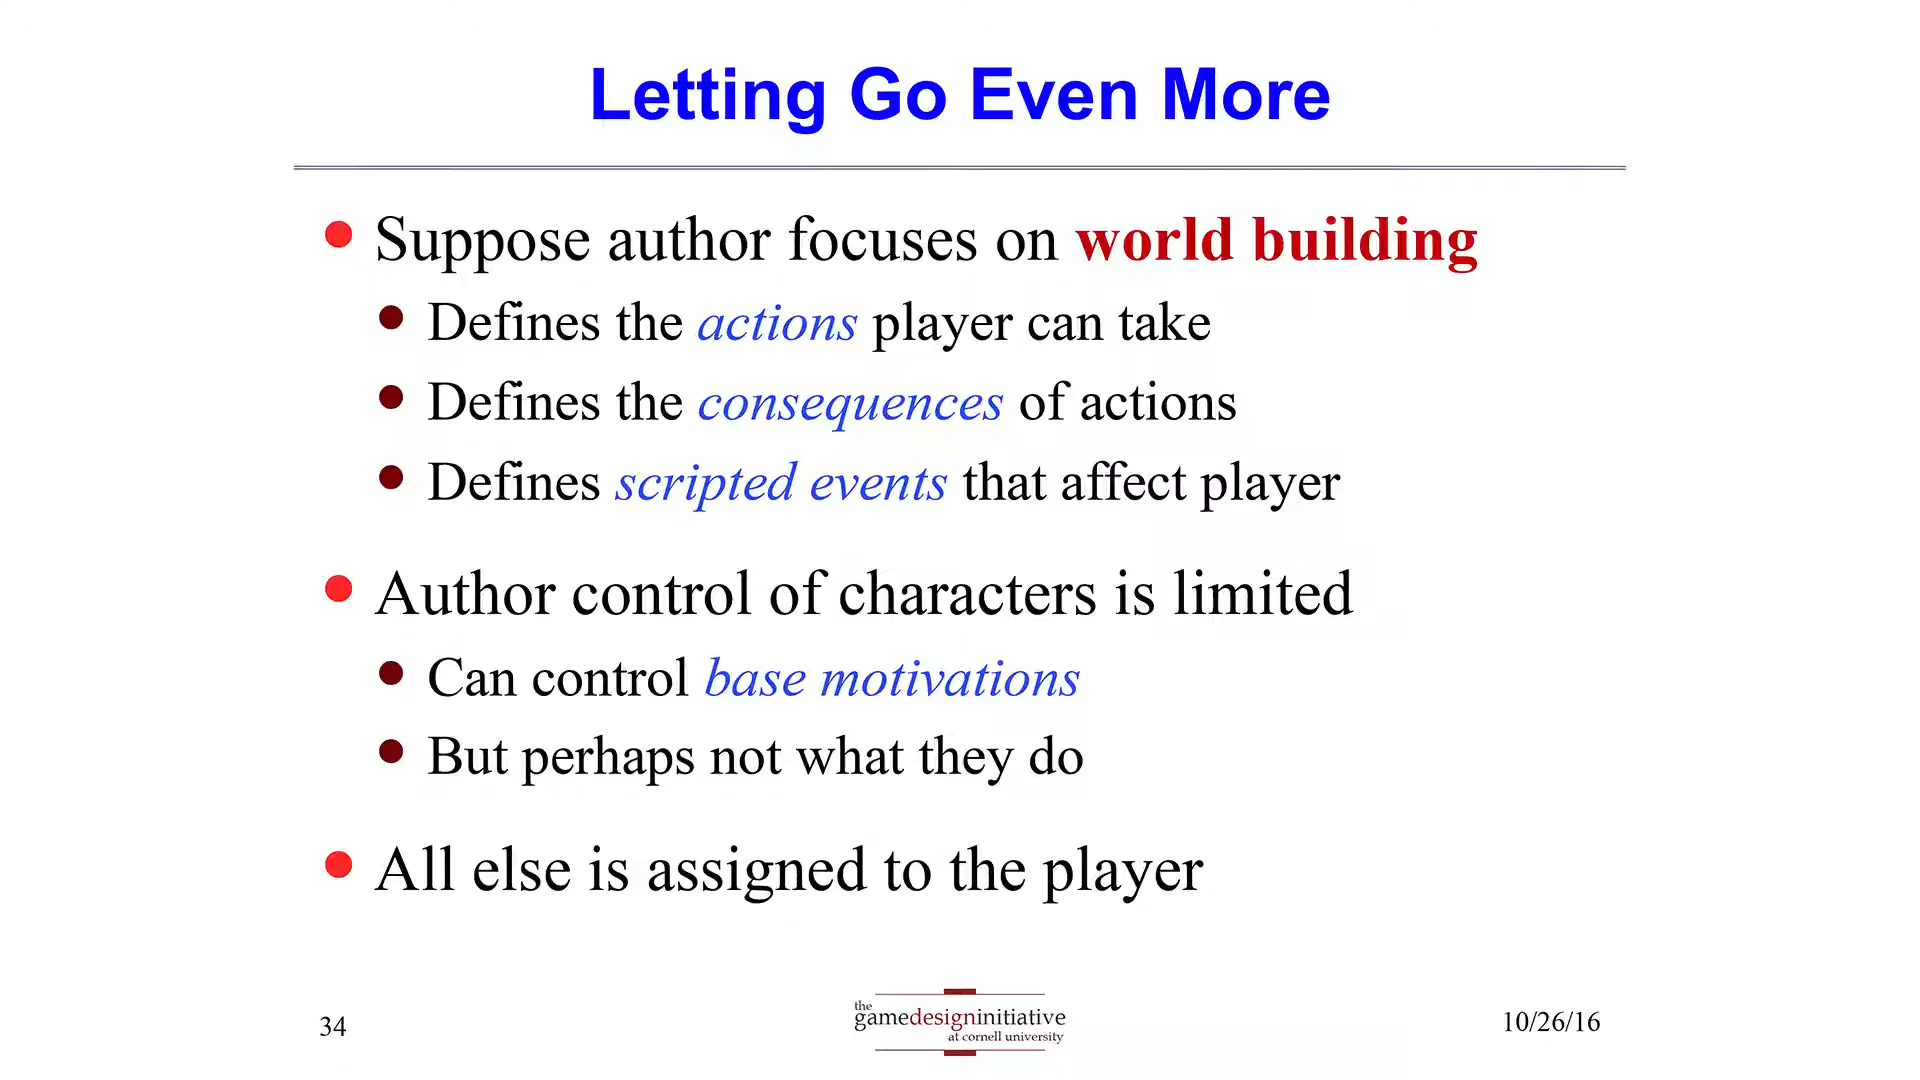 Letting Go Even More
Suppose author focuses on world building
Defines the actions player can take
Defines the consequences of actions
Defines scripted events that affect player
Author control of characters is limited
Can control base motivations
But perhaps not what they do
All else is assigned to the player
34
the
gamedesigninitiative
at cornell university
10/26/16